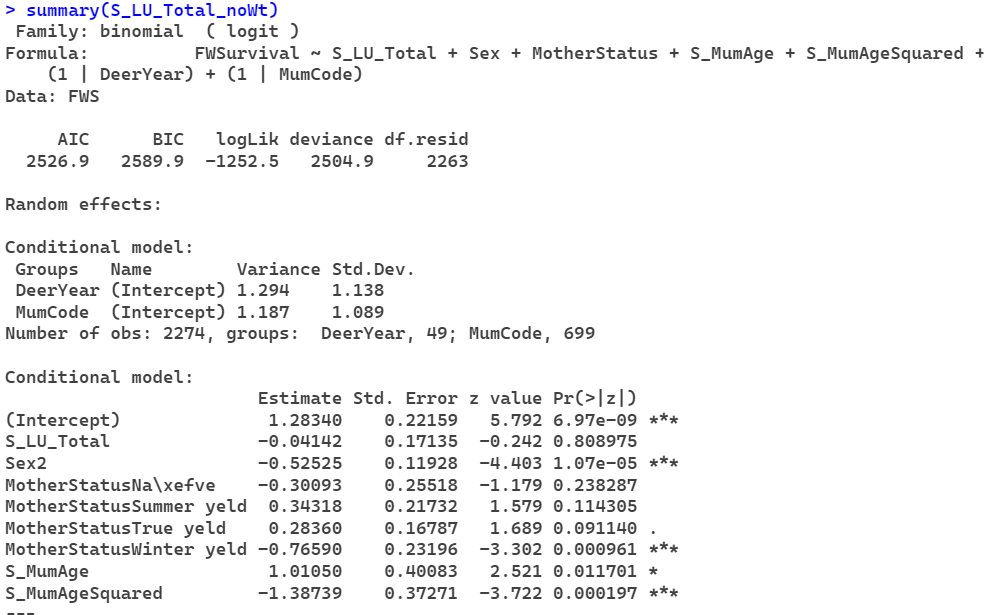 > summary(S_LU_Total_noWt)
 Family: binomial  ( logit )
Formula:          FWSurvival ~ S_LU_Total + Sex + MotherStatus + S_MumAge + S_MumAgeSquared +
    (1 | DeerYear) + (1 | MumCode)
Data: FWS
     AIC      BIC   logLik deviance df.resid
  2526.9   2589.9  -1252.5   2504.9     2263
Random effects:
Conditional model:
 Groups   Name        Variance Std.Dev.
 DeerYear (Intercept) 1.294    1.138
 MumCode  (Intercept) 1.187    1.089
Number of obs: 2274, groups:  DeerYear, 49; MumCode, 699
Conditional model:
                        Estimate Std. Error z value Pr(>|z|)
(Intercept)              1.28340    0.22159   5.792 6.97e-09 ***
S_LU_Total              -0.04142    0.17135  -0.242 0.808975
Sex2                    -0.52525    0.11928  -4.403 1.07e-05 ***
MotherStatusNa\xefve    -0.30093    0.25518  -1.179 0.238287
MotherStatusSummer yeld  0.34318    0.21732   1.579 0.114305
MotherStatusTrue yeld    0.28360    0.16787   1.689 0.091140 .
MotherStatusWinter yeld -0.76590    0.23196  -3.302 0.000961 ***
S_MumAge                 1.01050    0.40083   2.521 0.011701 *
S_MumAgeSquared         -1.38739    0.37271  -3.722 0.000197 ***
---